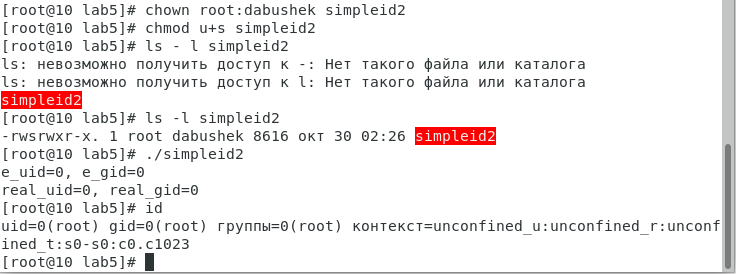 [root@10 lab5]# chown root:dabushek simpleid2
[root@10 lab5]# chmod u+s simpleid2
[root@10 lab5]# ls - l simpleid2
ls: невозможно получить доступ к -: Нет такого файла или каталога
ls: невозможно получить доступ к l: Нет такого файла или каталога
simpleid2
[root@10 lab5]# ls -l simpleid2
-rwsrwxr-x. 1 root dabushek 8616 окт 30 02:26 simpleid2
[root@10 lab5]# ./simpleid2
e_uid=0, e_gid=0
real_uid=0, real_gid=0
[root@10 lab5]# id
uid=0(root) gid=0(root) группы=0(root) контекст=unconfined_u:unconfined_r:unconf
ined_t:s0-s0:c0.c1023
[root@10 lab5]#